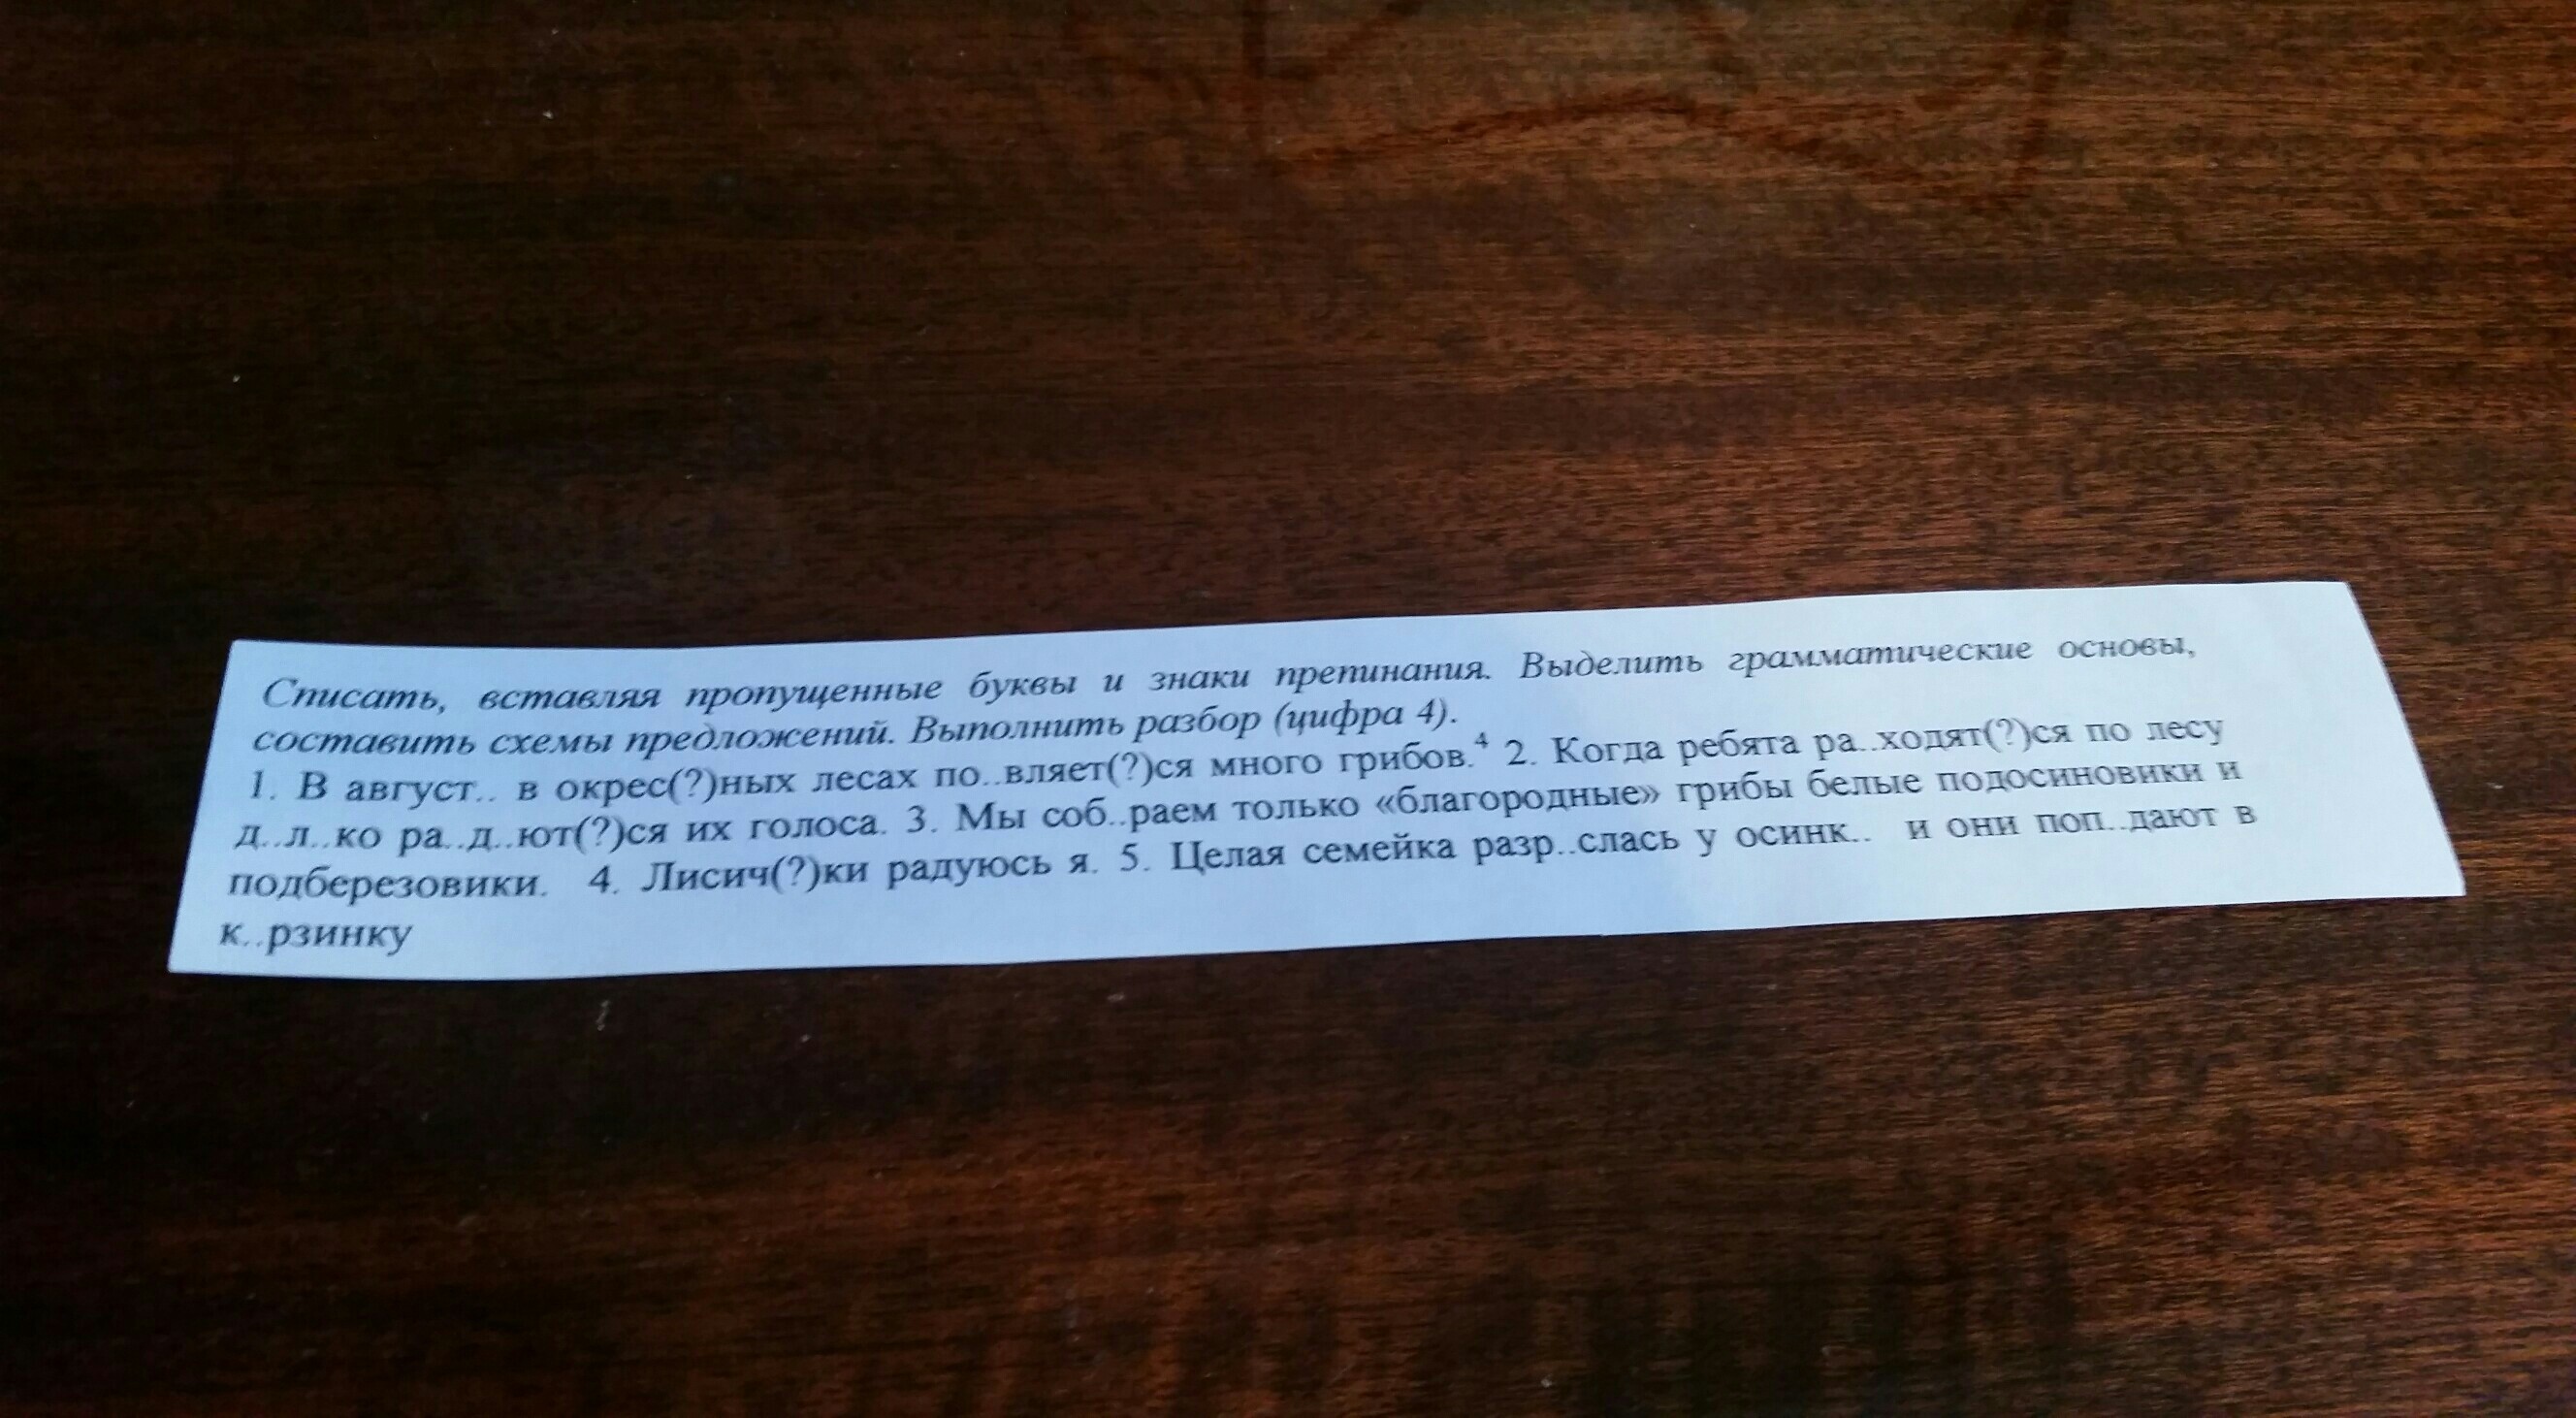 Списать, вставляя пропущенные буквы и знаки препинания. Выделить грамматические основы,
составить схемы предложений. Выполнить разбор (цифра 4).
1. В август.. в окрес(?)ных лесах по..вляет(?)ся много грибов.⁴ 2. Когда ребята ра..ходят(?)ся по лесу
д..л..ко ра..д..ют(?)ся их голоса. 3. Мы соб..раем только «благородные» грибы белые подосиновики и
подберезовики. 4. Лисич(?)ки радуюсь я. 5. Целая семейка разр..слась у осинк.. и они поп..дают в
к..рзинку